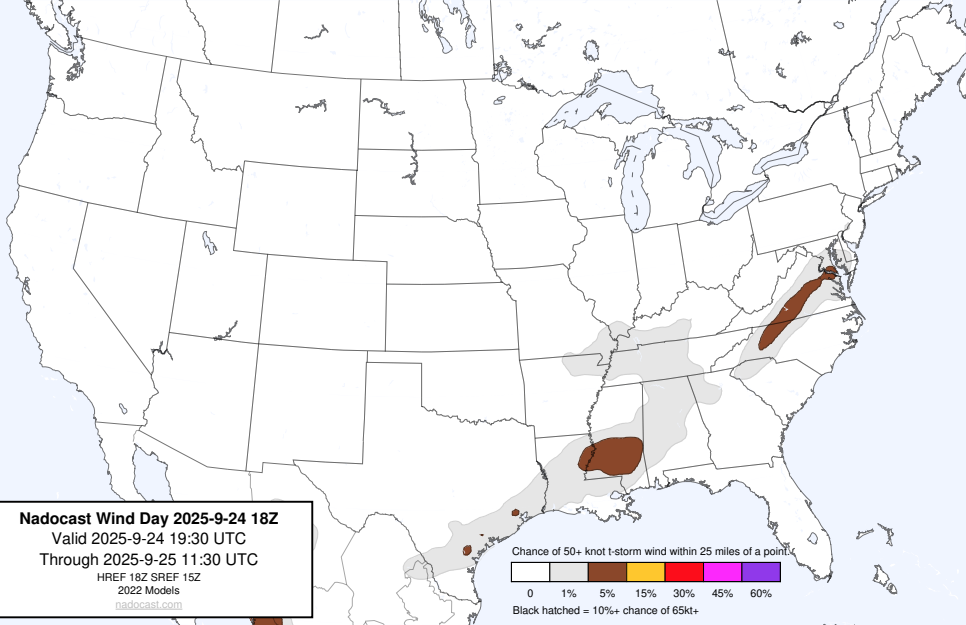 Nadocast Wind Day 2025-9-24 18Z
Valid 2025-9-24 19:30 UTC
Through 2025-9-25 11:30 UTC
HREF 18Z SREF 15Z
2022 Models
nadocast.com
Chance of 50+ knot t-storm wind within 25 miles of a point.
0 1% 5% 15% 30% 45% 60%
Black hatched = 10%+ chance of 65kt+